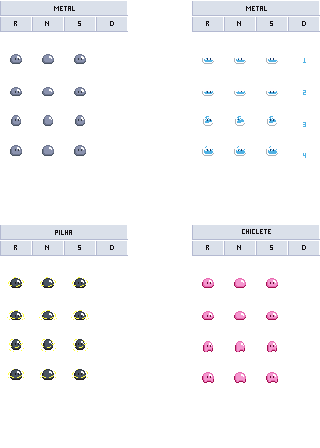 METAL
R N S D
METAL
R N S D
1
2
3
4
PILHA
R N S D
CHICLETE
R N S D